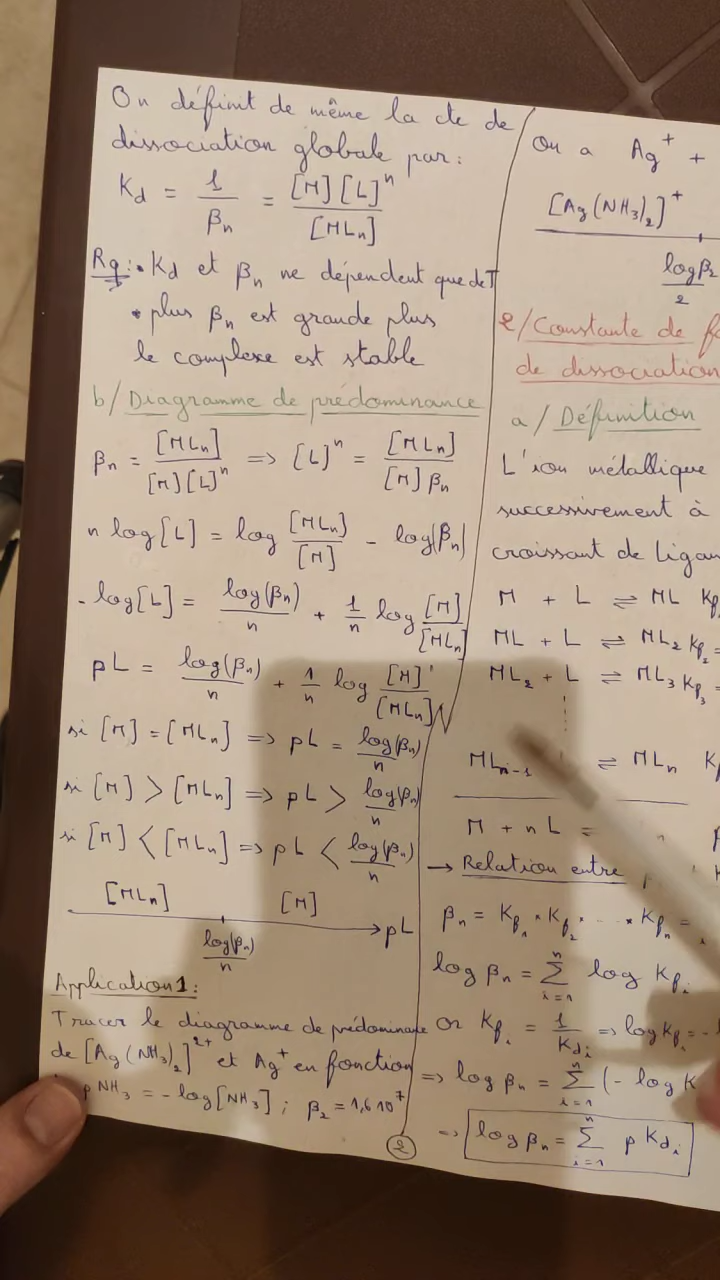 On définit de même la cte de
dissociation globale par:
Kd = 1/βn = [M][L]^n/[MLn]
Rq: • Kd et βn ne dépendent que de T
• plus βn est grande plus
le complexe est stable
b/ Diagramme de prédominance
βn = [MLn]/[M][L]^n => [L]^n = [MLn]/[M]βn
n log[L] = log [MLn]/[M] - log(βn)
- log[L] = log(βn)/n + 1/n log [M]/[MLn]
pL = log(βn)/n + 1/n log [M]/[MLn]
si [M] = [MLn] => pL = log(βn)/n
si [M] > [MLn] => pL > log(βn)/n
si [M] < [MLn] => pL < log(βn)/n
[MLn] [M]
log(βn)/n pL
Application 1:
Tracer le diagramme de prédominance
de [Ag(NH3)2]^2+ et Ag+ en fonction
pNH3 = -log[NH3] ; β2 = 1,6 10^7
2
On a Ag+ +
[Ag(NH3)2]+
logβ2/2
2/ Constante de
de dissociation
a/ Définition
L'ion métallique
successivement à
croissant de
M + L ⇌ ML Kf
ML + L ⇌ ML2 Kf2 =
ML2 + L ⇌ ML3 Kf3 =
MLn-1 ⇌ MLn
M + nL =
→ Relation entre
βn = Kf1 × Kf2 × ... × Kfn =
log βn = Σ i=1 n log Kfi
or Kfi = 1/Kdi => log Kfi = -
=> log βn = Σ i=1 n (- log K
=> log βn = Σ i=1 n pKdi